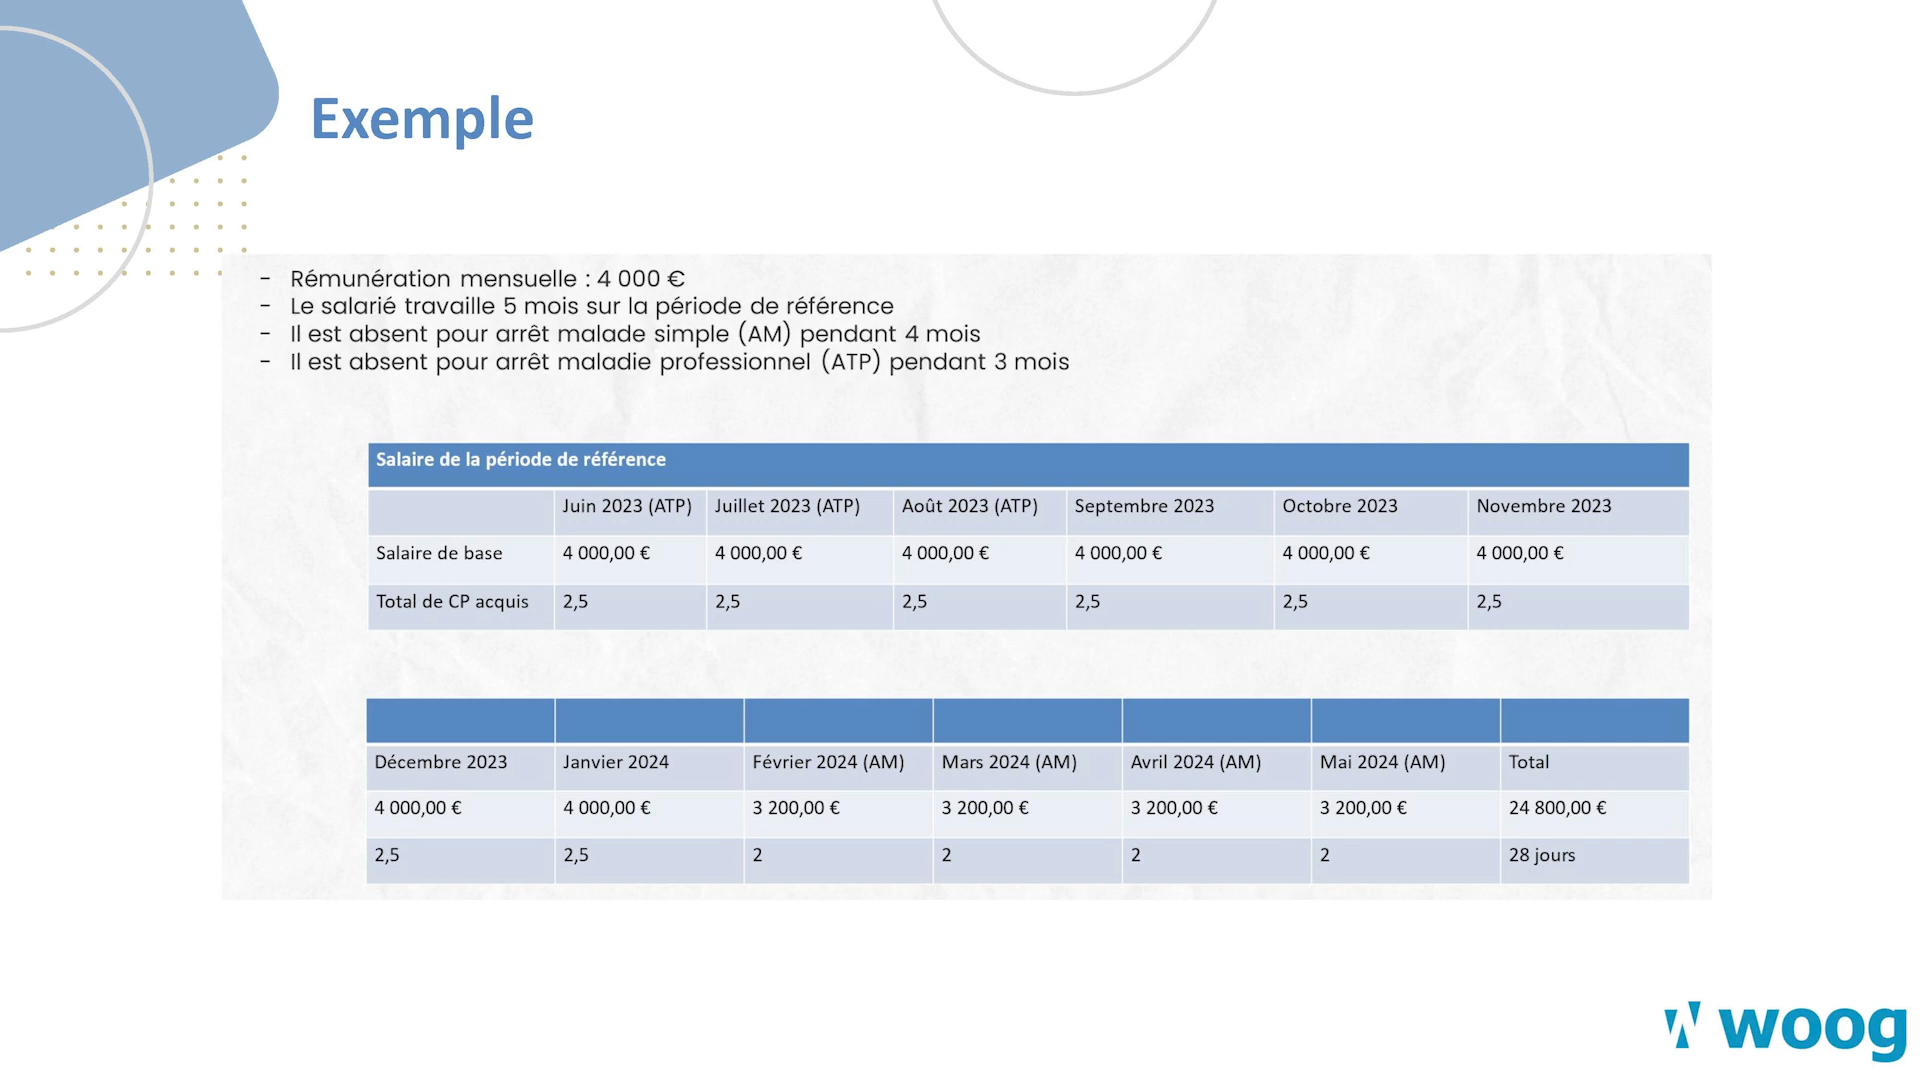 Exemple
- Rémunération mensuelle : 4 000 €
- Le salarié travaille 5 mois sur la période de référence
- Il est absent pour arrêt malade simple (AM) pendant 4 mois
- Il est absent pour arrêt maladie professionnel (ATP) pendant 3 mois
Salaire de la période de référence
Juin 2023 (ATP) Juillet 2023 (ATP) Août 2023 (ATP) Septembre 2023 Octobre 2023 Novembre 2023
Salaire de base 4 000,00 € 4 000,00 € 4 000,00 € 4 000,00 € 4 000,00 € 4 000,00 €
Total de CP acquis 2,5 2,5 2,5 2,5 2,5 2,5
Décembre 2023 Janvier 2024 Février 2024 (AM) Mars 2024 (AM) Avril 2024 (AM) Mai 2024 (AM) Total
4 000,00 € 4 000,00 € 3 200,00 € 3 200,00 € 3 200,00 € 3 200,00 € 24 800,00 €
2,5 2,5 2 2 2 2 28 jours
woog